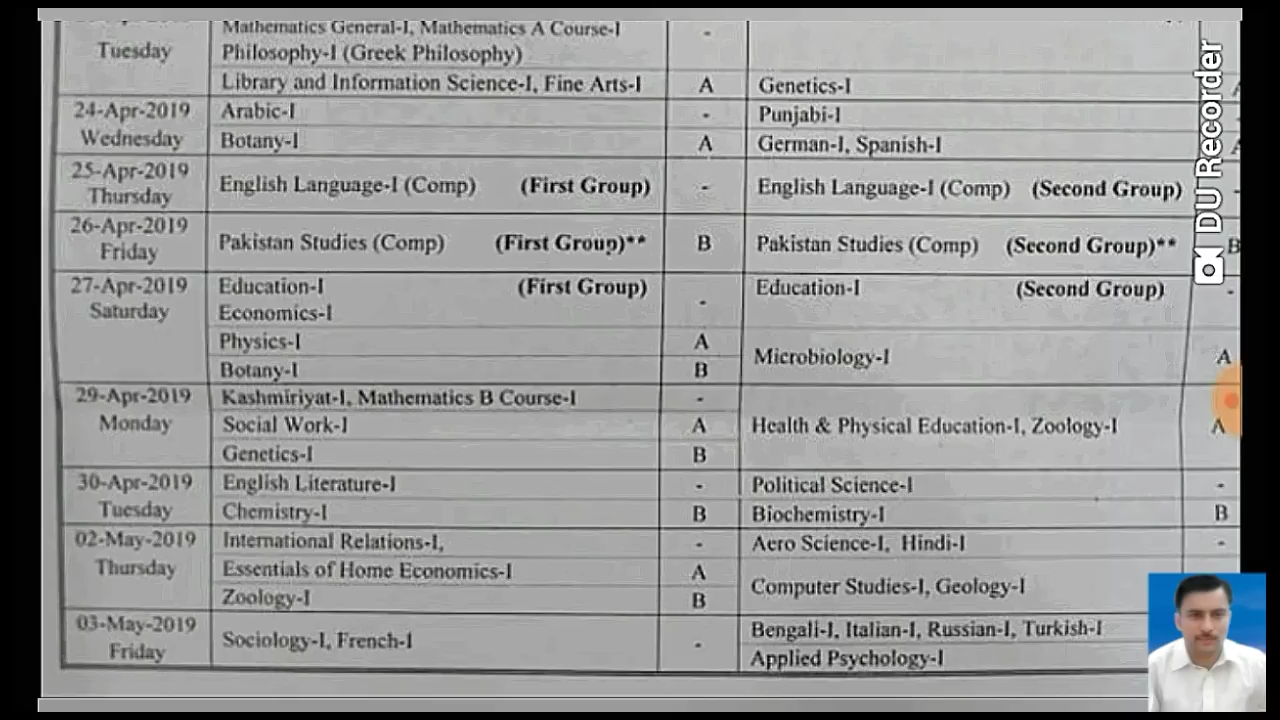 Mathematics General-I, Mathematics A Course-I -
Tuesday Philosophy-I (Greek Philosophy)
Library and Information Science-I, Fine Arts-I A Genetics-I
24-Apr-2019 Arabic-I - Punjabi-I
Wednesday Botany-I A German-I, Spanish-I
25-Apr-2019
Thursday English Language-I (Comp) (First Group) - English Language-I (Comp) (Second Group) -
26-Apr-2019
Friday Pakistan Studies (Comp) (First Group)** B Pakistan Studies (Comp) (Second Group)** B
27-Apr-2019 Education-I (First Group) - Education-I (Second Group) -
Saturday Economics-I
Physics-I A Microbiology-I A
Botany-I B
29-Apr-2019 Kashmiriyat-I, Mathematics B Course-I -
Monday Social Work-I A Health & Physical Education-I, Zoology-I A
Genetics-I B
30-Apr-2019 English Literature-I - Political Science-I -
Tuesday Chemistry-I B Biochemistry-I B
02-May-2019 International Relations-I, - Aero Science-I, Hindi-I -
Thursday Essentials of Home Economics-I A Computer Studies-I, Geology-I
Zoology-I B
03-May-2019 Sociology-I, French-I - Bengali-I, Italian-I, Russian-I, Turkish-I
Friday Applied Psychology-I
DU Recorder